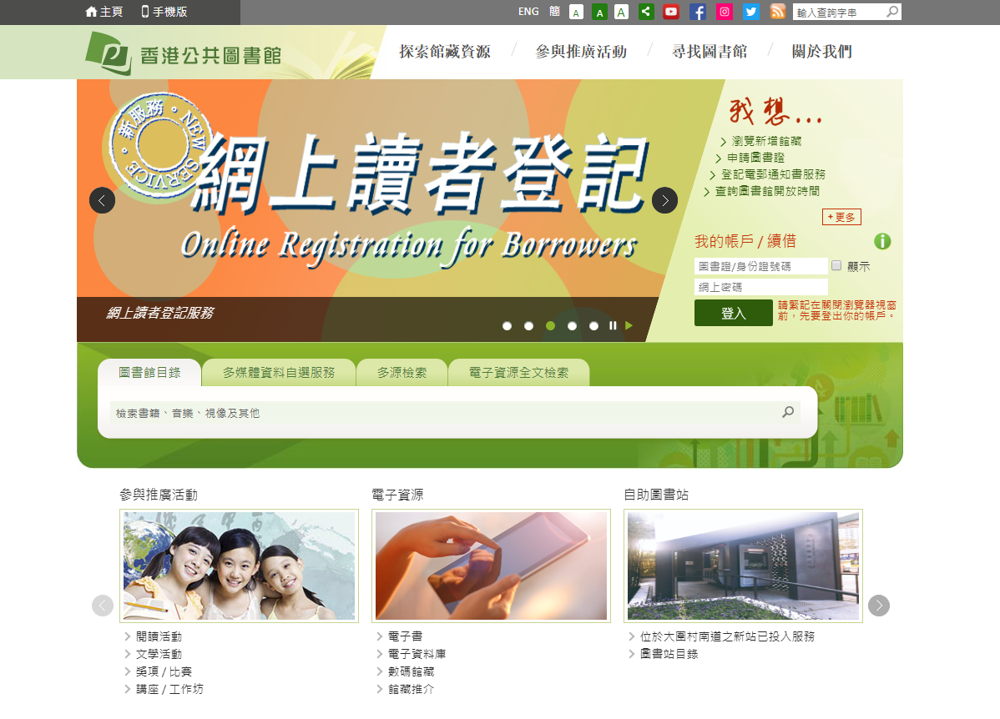 主頁 手機版 ENG 簡 A A A 輸入查詢字串
香港公共圖書館 探索館藏資源 / 參與推廣活動 / 尋找圖書館 / 關於我們
新服務 • NEW SERVICE •
網上讀者登記
Online Registration for Borrowers
網上讀者登記服務
我想...
瀏覽新增館藏
申請圖書證
登記電郵通知書服務
查詢圖書館開放時間
+更多
我的帳戶 / 續借
圖書證/身份證號碼 顯示
網上密碼
登入
請緊記在關閉瀏覽器視窗
前，先要登出你的帳戶。
圖書館目錄 多媒體資料自選服務 多源檢索 電子資源全文檢索
檢索書籍、音樂、視像及其他
參與推廣活動
閱讀活動
文學活動
獎項 / 比賽
講座 / 工作坊
電子資源
電子書
電子資料庫
數碼館藏
館藏推介
自助圖書站
位於大圍村南道之新站已投入服務
圖書站目錄